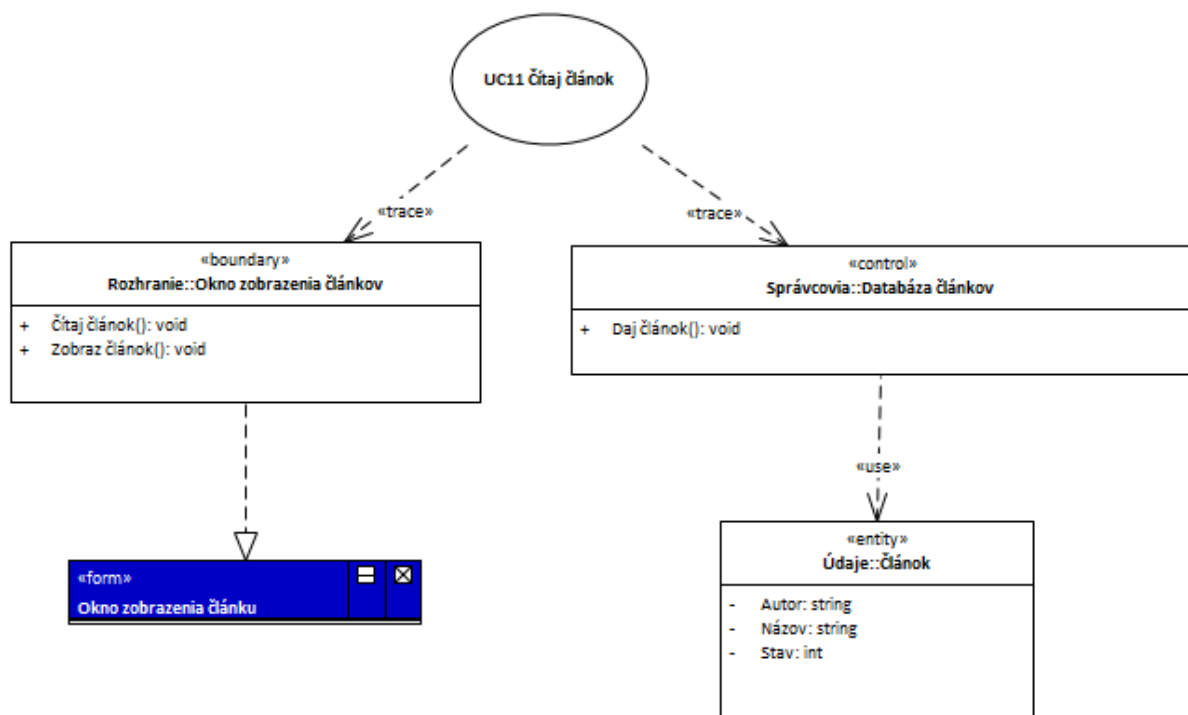 UC11 Čítaj článok
«trace»
«trace»
«boundary»
Rozhranie::Okno zobrazenia článkov
+ Čítaj článok(): void
+ Zobraz článok(): void
«control»
Správcovia::Databáza článkov
+ Daj článok(): void
«use»
«form»
Okno zobrazenia článku
«entity»
Údaje::Článok
- Autor: string
- Názov: string
- Stav: int